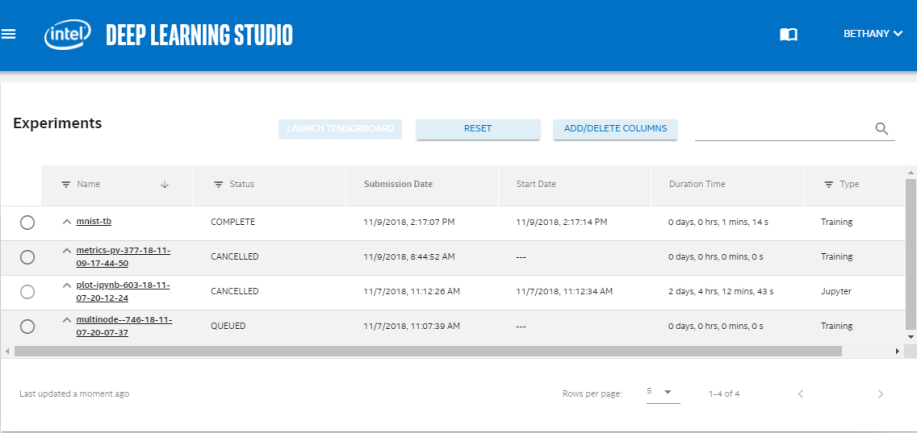 intel DEEP LEARNING STUDIO BETHANY
Experiments LAUNCH TENSORBOARD RESET ADD/DELETE COLUMNS
Name Status Submission Date Start Date Duration Time Type
mnist-tb COMPLETE 11/9/2018, 2:17:07 PM 11/9/2018, 2:17:14 PM 0 days, 0 hrs, 1 mins, 14 s Training
metrics-py-377-18-11-
09-17-44-50 CANCELLED 11/9/2018, 8:44:52 AM --- 0 days, 0 hrs, 0 mins, 0 s Training
plot-ipynb-603-18-11-
07-20-12-24 CANCELLED 11/7/2018, 11:12:26 AM 11/7/2018, 11:12:34 AM 2 days, 4 hrs, 12 mins, 43 s Jupyter
multinode--746-18-11-
07-20-07-37 QUEUED 11/7/2018, 11:07:39 AM --- 0 days, 0 hrs, 0 mins, 0 s Training
Last updated a moment ago Rows per page: 5 1-4 of 4